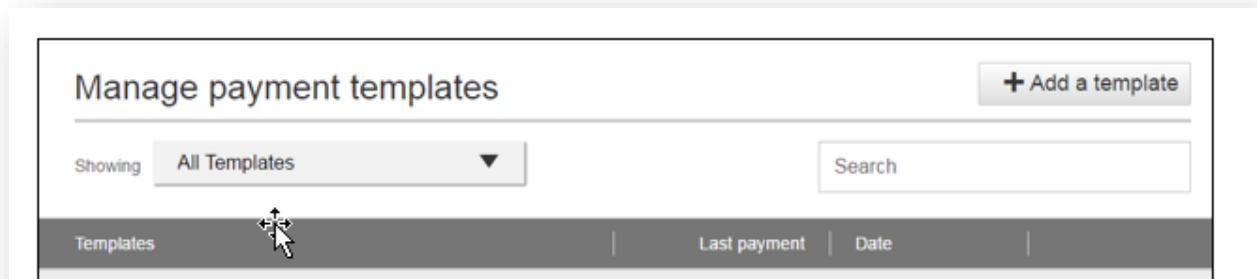 Manage payment templates
+ Add a template
Showing All Templates
Search
Templates Last payment Date